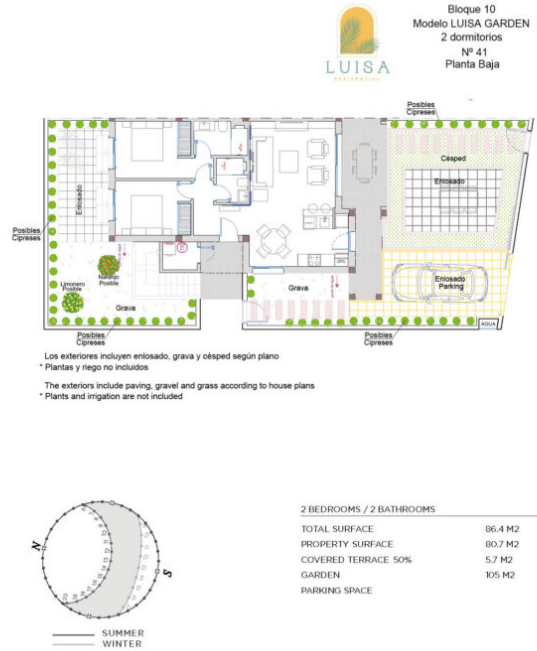 Bloque 10
Modelo LUISA GARDEN
2 dormitorios
Nº 41
Planta Baja
LUISA
RESIDENTIAL
Posibles
Cipreses
Césped
Enlosado
Enlosado
Posibles
Cipreses
Limonero
Posible
Naranjo
Posible
Grava
Grava
Enlosado
Parking
AGUA
Posibles
Cipreses
Posibles
Cipreses
Los exteriores incluyen enlosado, grava y césped según plano
* Plantas y riego no incluidos
The exteriors include paving, gravel and grass according to house plans
* Plants and irrigation are not included
N
S
SUMMER
WINTER
2 BEDROOMS / 2 BATHROOMS
TOTAL SURFACE 86.4 M2
PROPERTY SURFACE 80.7 M2
COVERED TERRACE 50% 5.7 M2
GARDEN 105 M2
PARKING SPACE